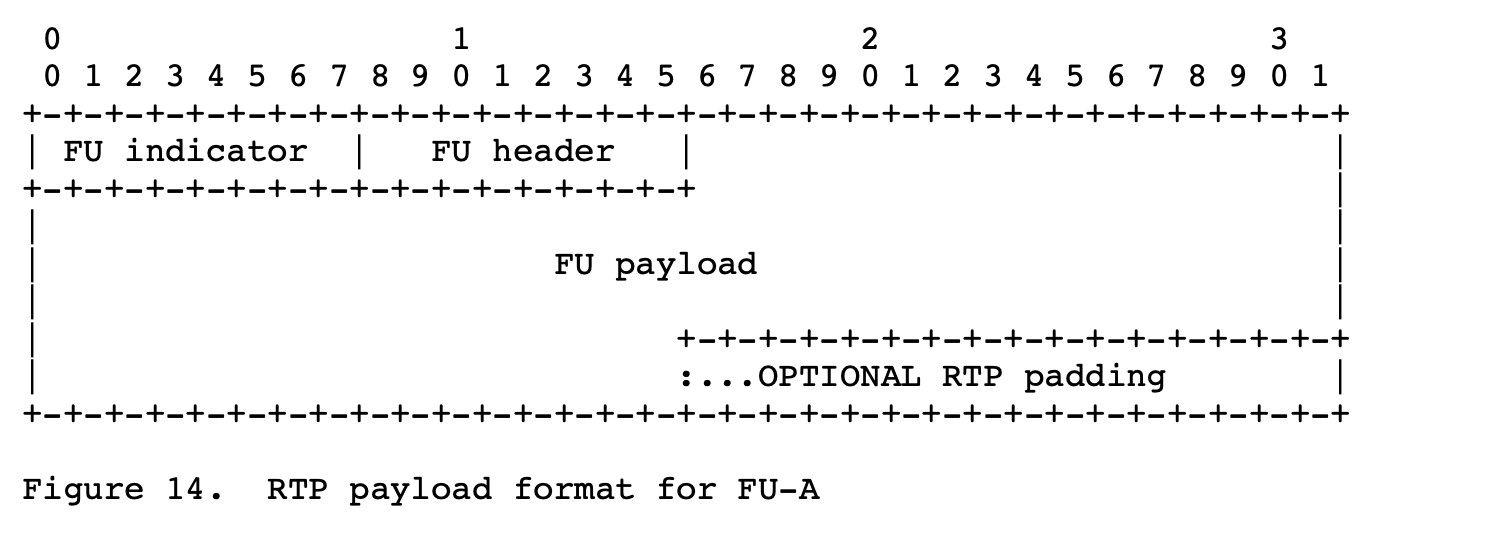 0                   1                   2                   3
 0 1 2 3 4 5 6 7 8 9 0 1 2 3 4 5 6 7 8 9 0 1 2 3 4 5 6 7 8 9 0 1
+-+-+-+-+-+-+-+-+-+-+-+-+-+-+-+-+-+-+-+-+-+-+-+-+-+-+-+-+-+-+-+-+
| FU indicator  |   FU header   |                               |
+-+-+-+-+-+-+-+-+-+-+-+-+-+-+-+-+                               |
|                                                               |
|                         FU payload                            |
|                                                               |
|                               +-+-+-+-+-+-+-+-+-+-+-+-+-+-+-+-+
|                               :...OPTIONAL RTP padding        |
+-+-+-+-+-+-+-+-+-+-+-+-+-+-+-+-+-+-+-+-+-+-+-+-+-+-+-+-+-+-+-+-+
Figure 14.  RTP payload format for FU-A